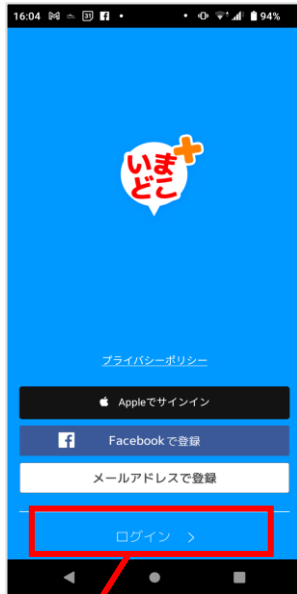 16:04 31 94%
いま+
どこ
プライバシーポリシー
Appleでサインイン
Facebookで登録
メールアドレスで登録
ログイン >